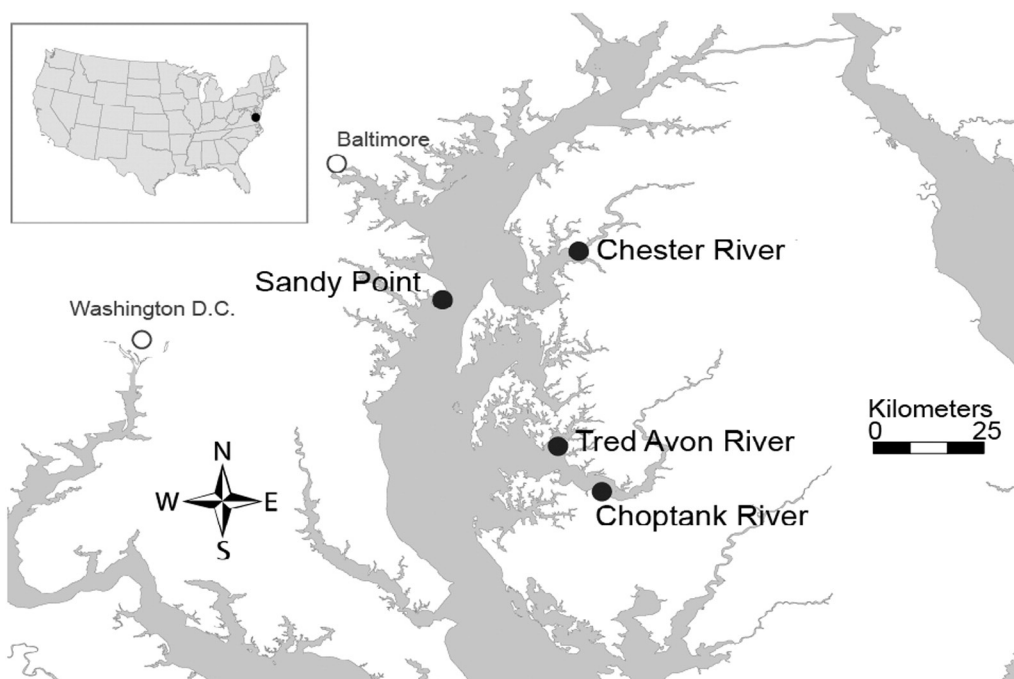 Baltimore
Chester River
Sandy Point
Washington D.C.
Kilometers
0 25
Tred Avon River
N
W E
S
Choptank River